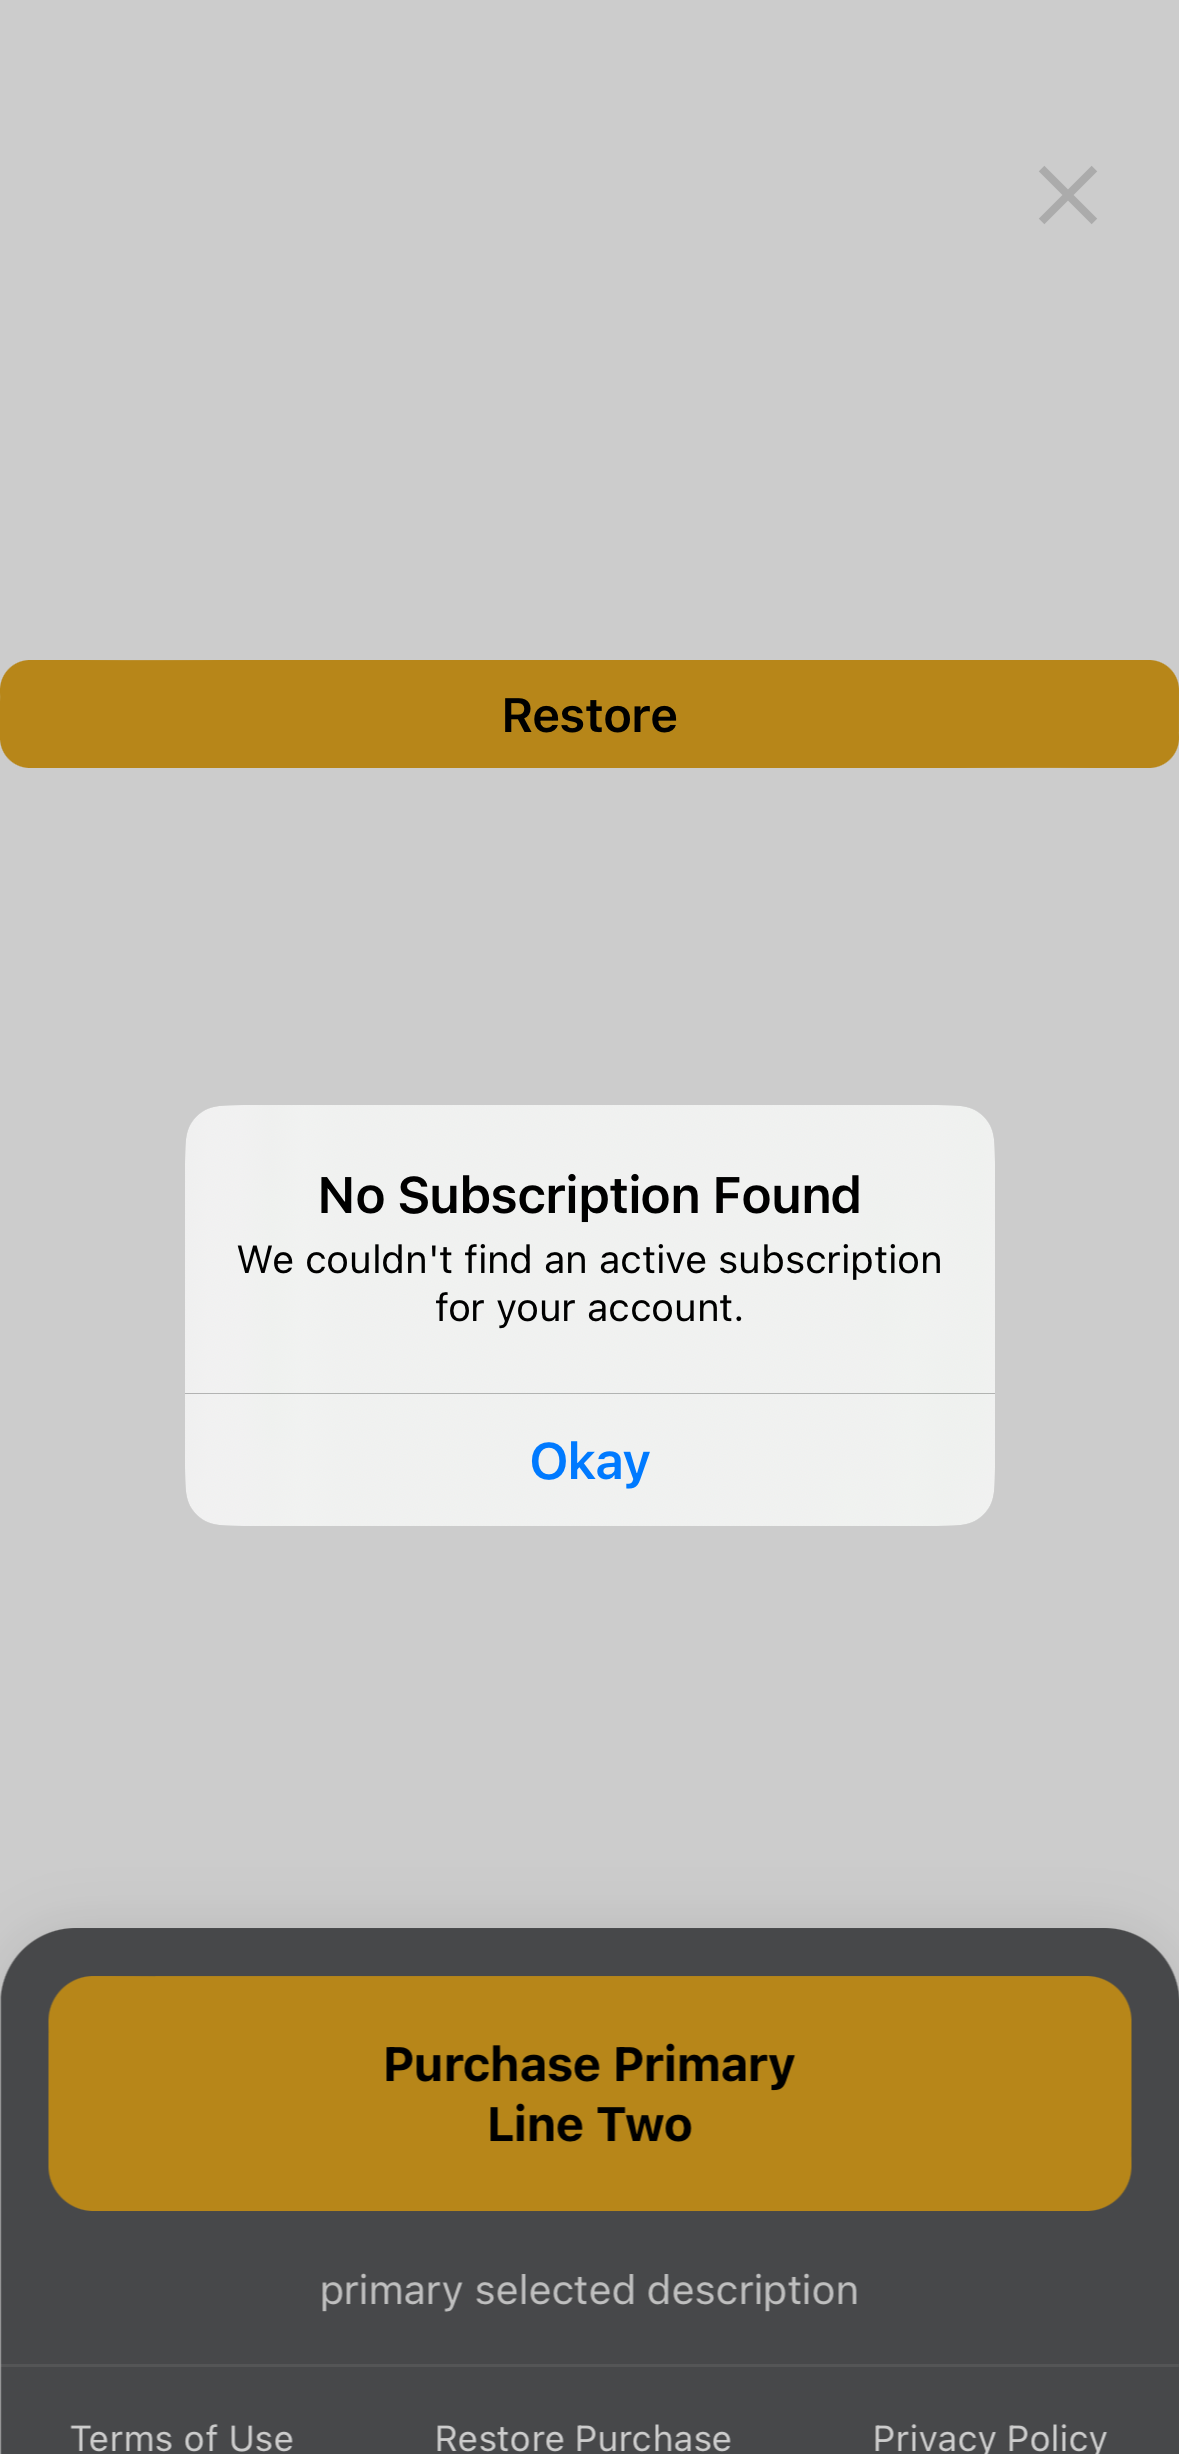 Restore
No Subscription Found
We couldn't find an active subscription
for your account.
Okay
Purchase Primary
Line Two
primary selected description
Terms of Use
Restore Purchase
Privacy Policy